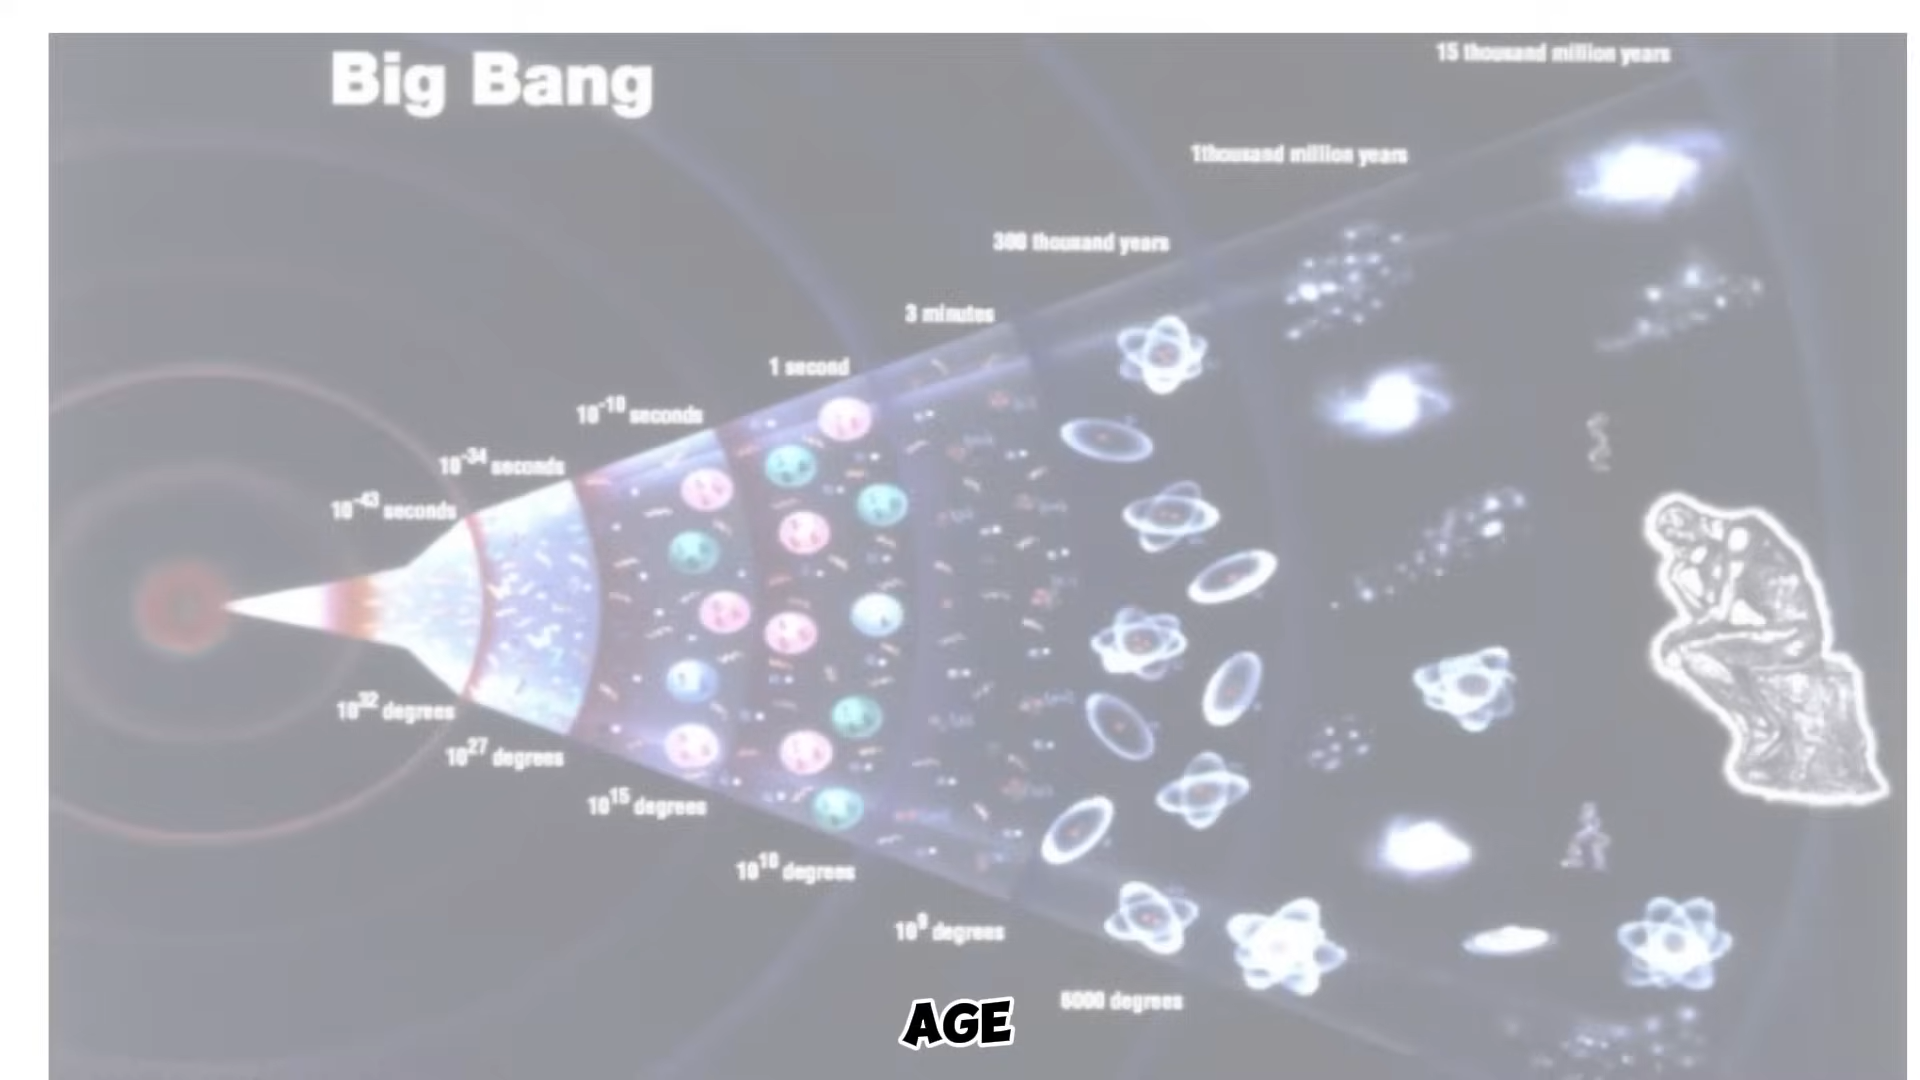 Big Bang
15 thousand million years
1thousand million years
300 thousand years
3 minutes
1 second
10⁻¹⁰ seconds
10⁻³⁴ seconds
10⁻⁴³ seconds
10³² degrees
10²⁷ degrees
10¹⁵ degrees
10¹⁰ degrees
10⁹ degrees
6000 degrees
AGE